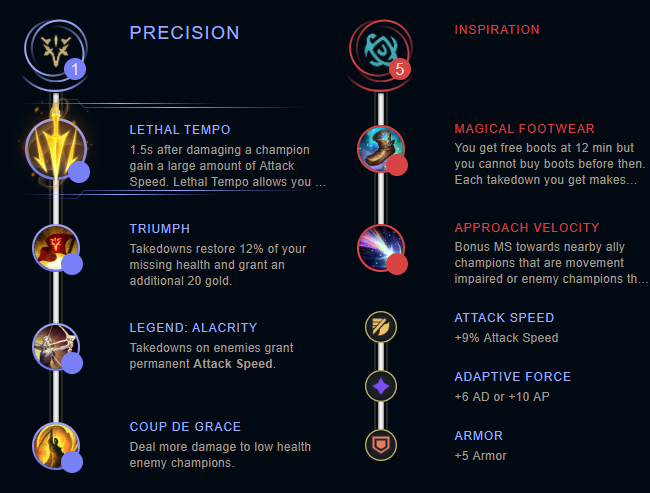 PRECISION
1
LETHAL TEMPO
1.5s after damaging a champion
gain a large amount of Attack
Speed. Lethal Tempo allows you ...
TRIUMPH
Takedowns restore 12% of your
missing health and grant an
additional 20 gold.
LEGEND: ALACRITY
Takedowns on enemies grant
permanent Attack Speed.
COUP DE GRACE
Deal more damage to low health
enemy champions.
INSPIRATION
5
MAGICAL FOOTWEAR
You get free boots at 12 min but
you cannot buy boots before then.
Each takedown you get makes...
APPROACH VELOCITY
Bonus MS towards nearby ally
champions that are movement
impaired or enemy champions th...
ATTACK SPEED
+9% Attack Speed
ADAPTIVE FORCE
+6 AD or +10 AP
ARMOR
+5 Armor